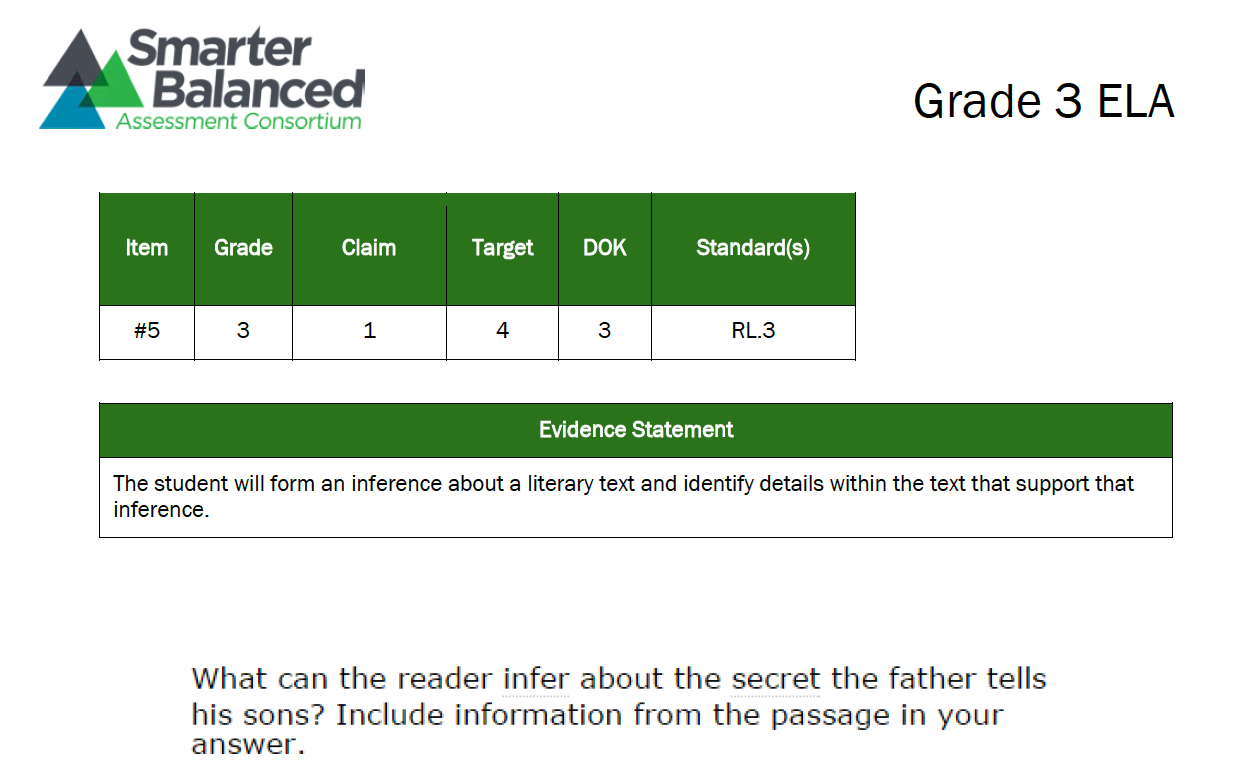 Smarter
Balanced
Assessment Consortium
Grade 3 ELA
Item Grade Claim Target DOK Standard(s)
#5 3 1 4 3 RL.3
Evidence Statement
The student will form an inference about a literary text and identify details within the text that support that
inference.
What can the reader infer about the secret the father tells
his sons? Include information from the passage in your
answer.